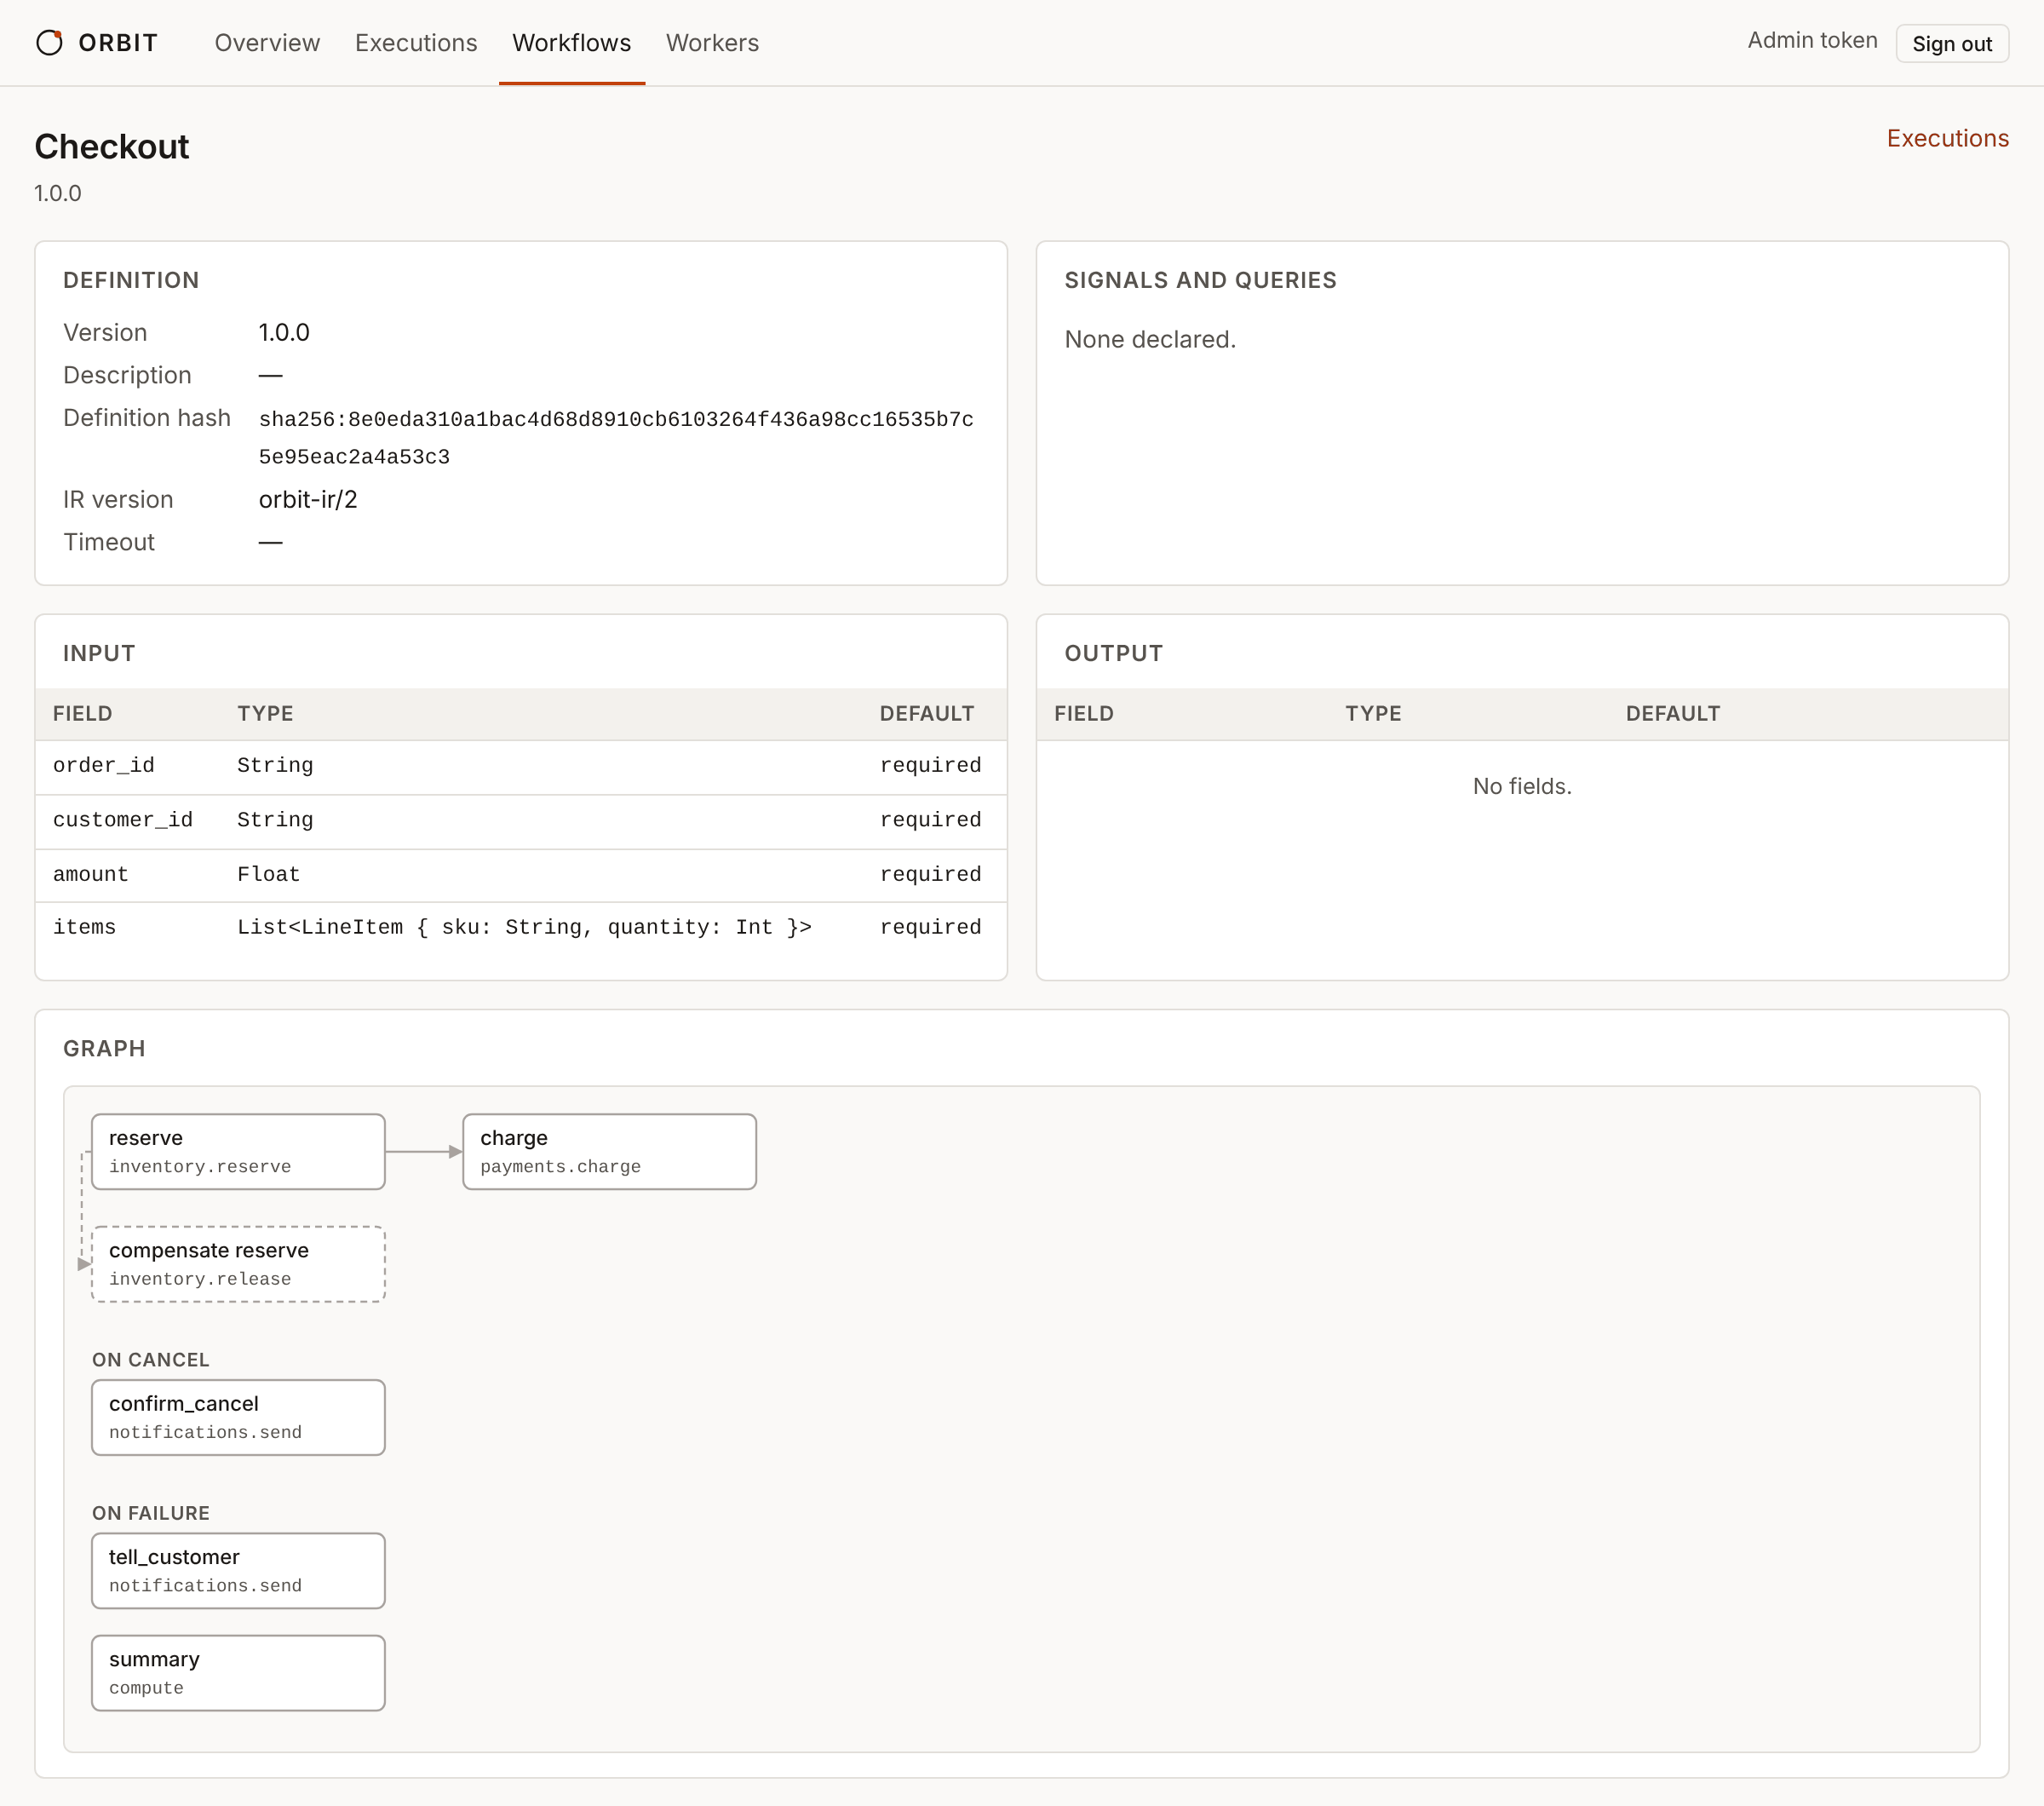 ORBIT Overview Executions Workflows Workers Admin token Sign out
Checkout Executions
1.0.0
DEFINITION
Version 1.0.0
Description —
Definition hash sha256:8e0eda310a1bac4d68d8910cb6103264f436a98cc16535b7c
5e95eac2a4a53c3
IR version orbit-ir/2
Timeout —
SIGNALS AND QUERIES
None declared.
INPUT
FIELD TYPE DEFAULT
order_id String required
customer_id String required
amount Float required
items List<LineItem { sku: String, quantity: Int }> required
OUTPUT
FIELD TYPE DEFAULT
No fields.
GRAPH
reserve
inventory.reserve
charge
payments.charge
compensate reserve
inventory.release
ON CANCEL
confirm_cancel
notifications.send
ON FAILURE
tell_customer
notifications.send
summary
compute